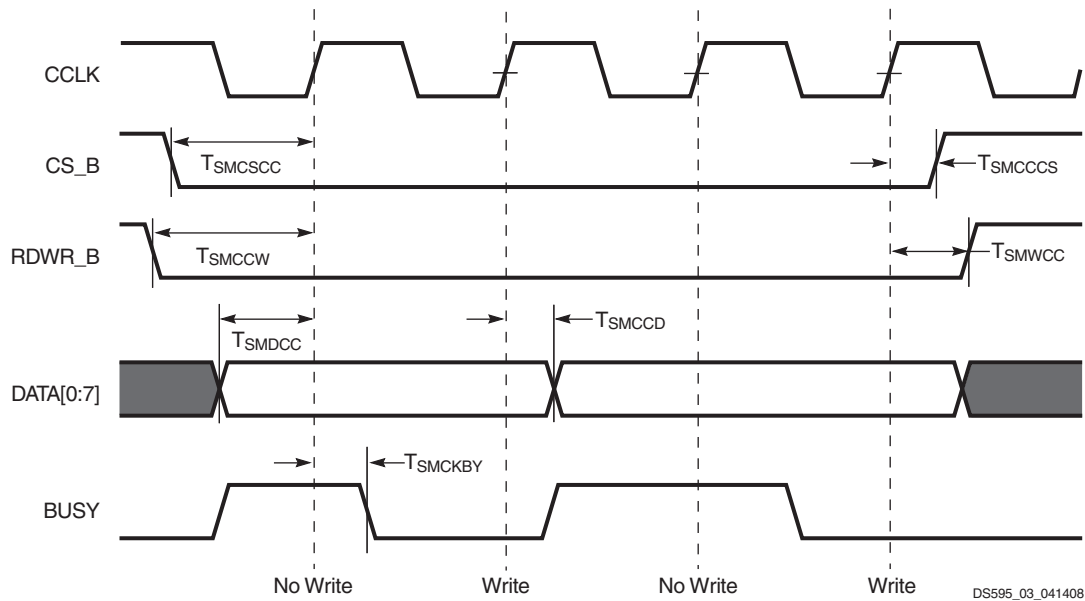 CCLK
CS_B
TSMCSCC
TSMCCCS
RDWR_B
TSMCCW
TSMWCC
TSMDCC
TSMCCD
DATA[0:7]
TSMCKBY
BUSY
No Write
Write
No Write
Write
DS595_03_041408